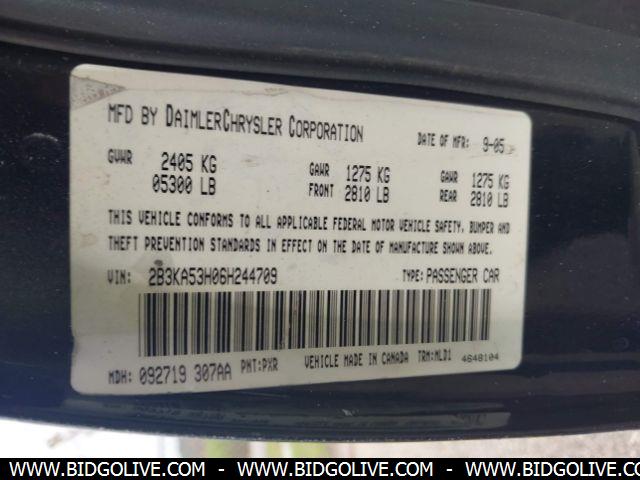 MFD BY DAIMLERCHRYSLER CORPORATION DATE OF MFR: 9-05
GVWR 2405 KG GAWR 1275 KG GAWR 1275 KG
05300 LB FRONT 2810 LB REAR 2810 LB
THIS VEHICLE CONFORMS TO ALL APPLICABLE FEDERAL MOTOR VEHICLE SAFETY, BUMPER AND
THEFT PREVENTION STANDARDS IN EFFECT ON THE DATE OF MANUFACTURE SHOWN ABOVE.
VIN: 2B3KA53H06H244709 TYPE: PASSENGER CAR
MDH: 092719 307AA PNT: PXR VEHICLE MADE IN CANADA TRM: MLD1 4648104
WWW.BIDGOLIVE.COM - WWW.BIDGOLIVE.COM - WWW.BIDGOLIVE.COM